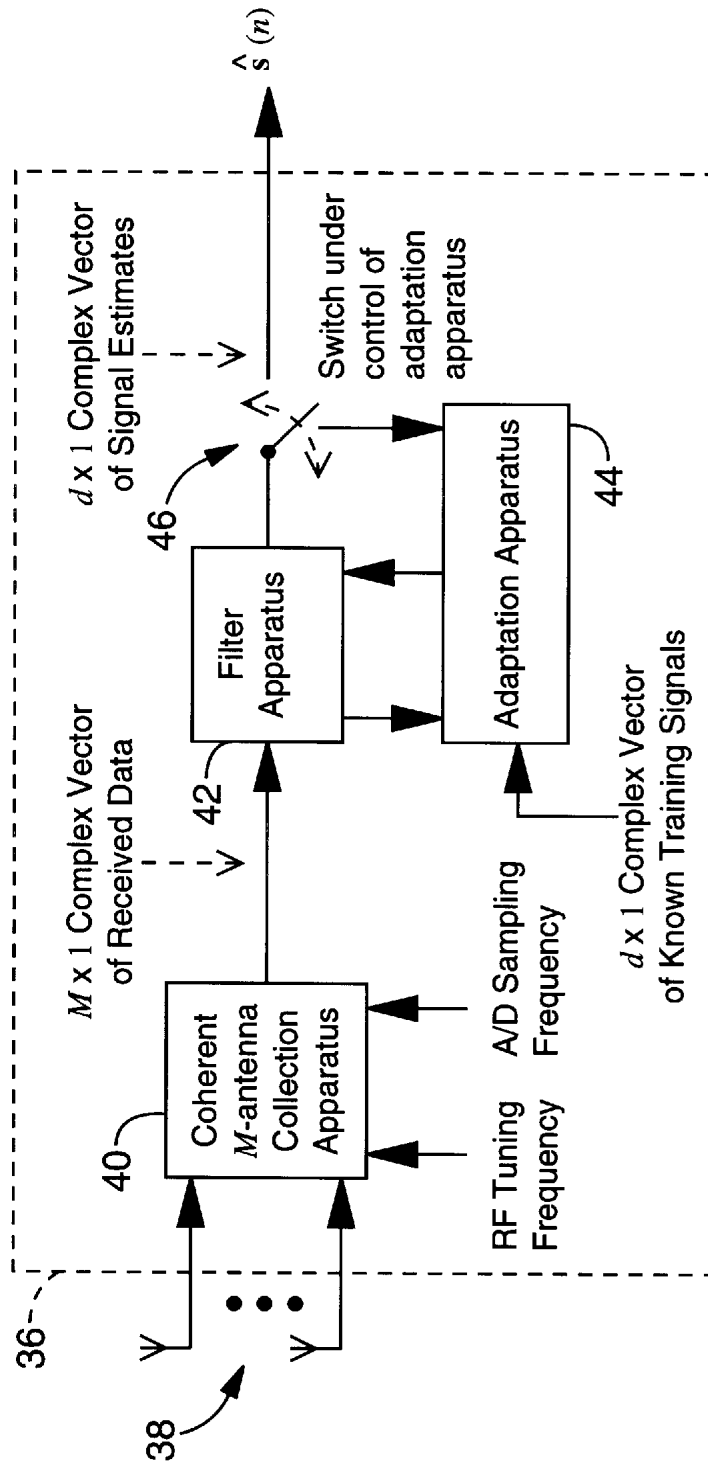 36
38
40
Coherent
M-antenna
Collection
Apparatus
RF Tuning
Frequency
A/D Sampling
Frequency
M x 1 Complex Vector
of Received Data
42
Filter
Apparatus
46
d x 1 Complex Vector
of Signal Estimates
Switch under
control of
adaptation
apparatus
Adaptation Apparatus
44
d x 1 Complex Vector
of Known Training Signals
ŝ (n)